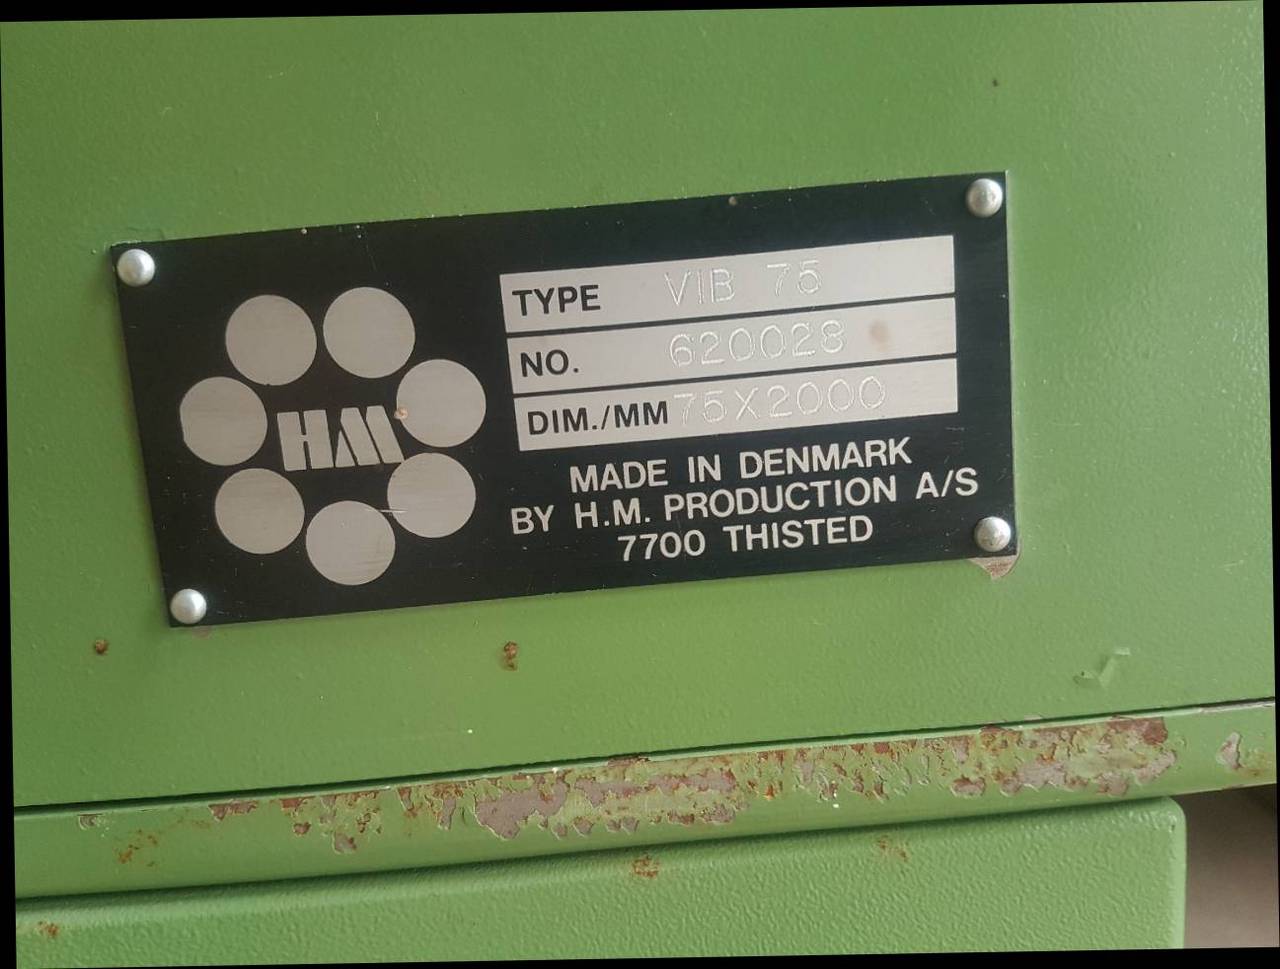 HM
TYPE VIB 75
NO. 620028
DIM./MM 75X2000
MADE IN DENMARK
BY H.M. PRODUCTION A/S
7700 THISTED